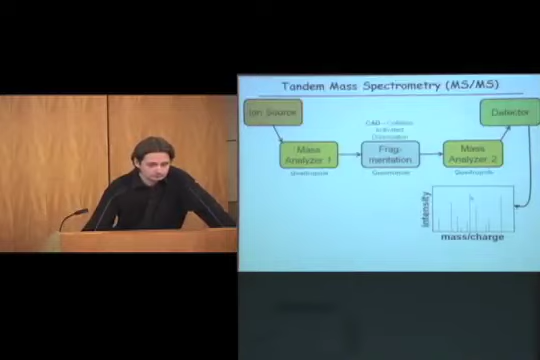 Tandem Mass Spectrometry (MS/MS)
Ion Source
Detector
CAD - Collision
Activated
Dissociation
Mass
Analyzer 1
Frag-
mentation
Mass
Analyzer 2
Quadrupole
Quadrupole
intensity
mass/charge